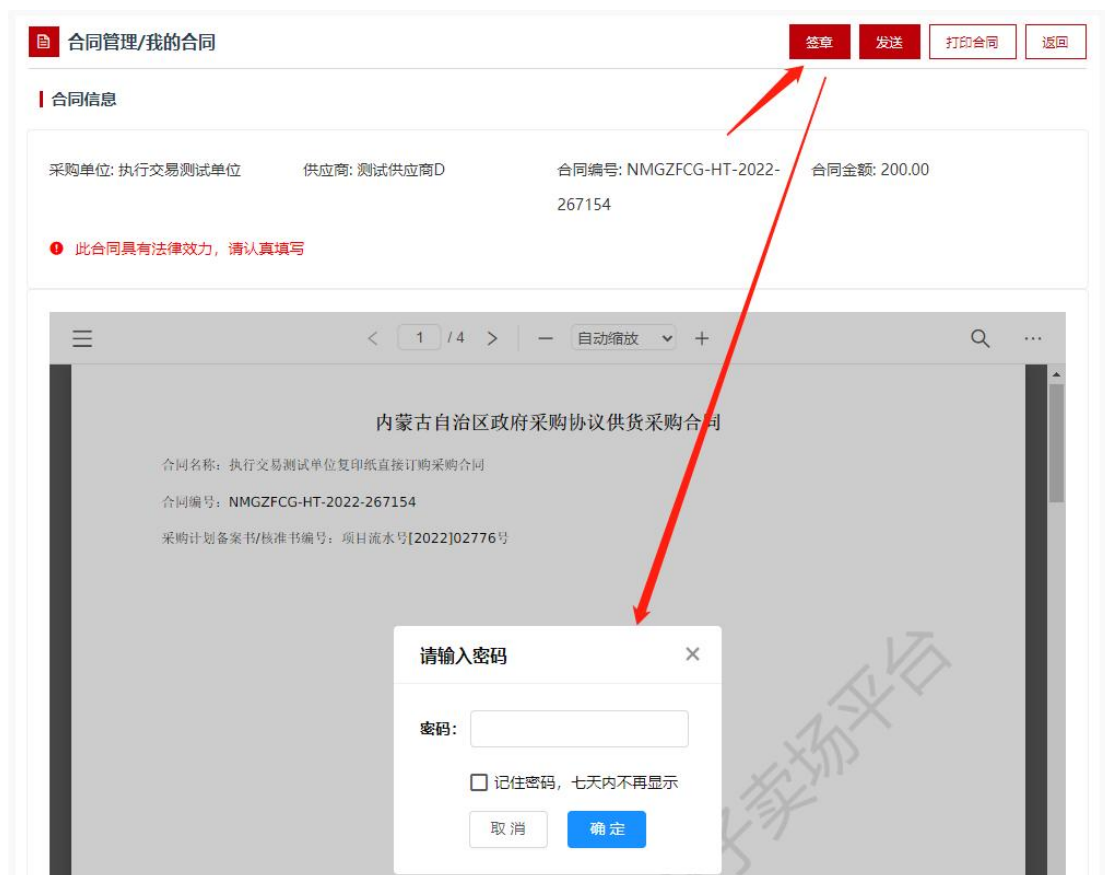 合同管理/我的合同
签章
发送
打印合同
返回
合同信息
采购单位: 执行交易测试单位
供应商: 测试供应商D
合同编号: NMGZFCG-HT-2022-
267154
合同金额: 200.00
此合同具有法律效力，请认真填写
1 / 4
自动缩放
内蒙古自治区政府采购协议供货采购合同
合同名称：执行交易测试单位复印纸直接订购采购合同
合同编号：NMGZFCG-HT-2022-267154
采购计划备案书/核准书编号：项目流水号[2022]02776号
请输入密码
密码：
记住密码，七天内不再显示
取 消
确 定
子卖场平台